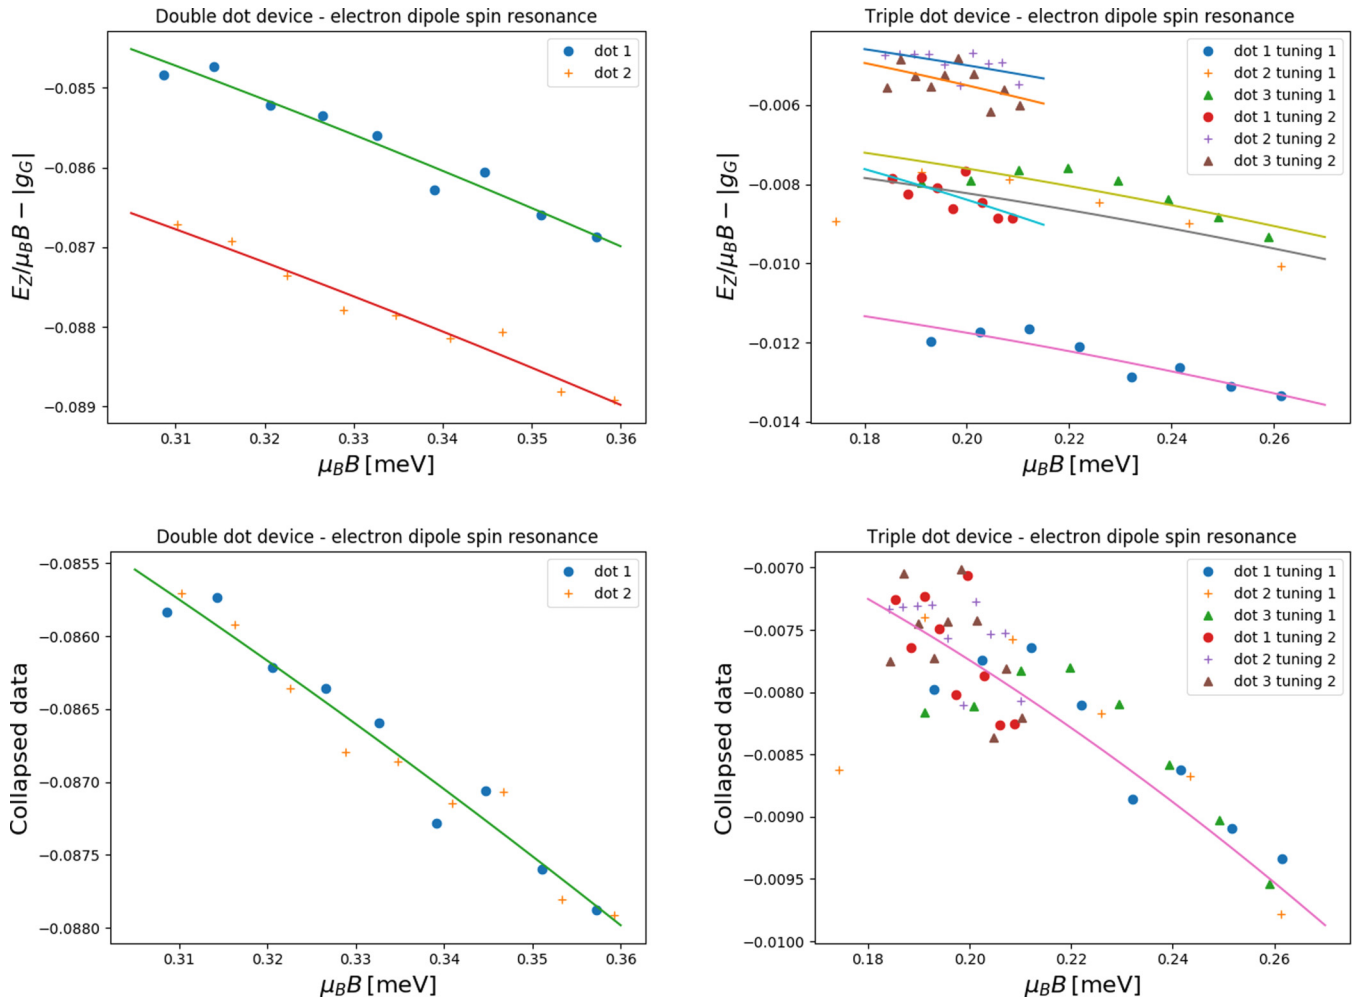 Double dot device - electron dipole spin resonance
dot 1
dot 2
−0.085
−0.086
−0.087
−0.088
−0.089
E_Z/μ_B B − |g_G|
0.31 0.32 0.33 0.34 0.35 0.36
μ_B B [meV]
Triple dot device - electron dipole spin resonance
dot 1 tuning 1
dot 2 tuning 1
dot 3 tuning 1
dot 1 tuning 2
dot 2 tuning 2
dot 3 tuning 2
−0.006
−0.008
−0.010
−0.012
−0.014
E_Z/μ_B B − |g_G|
0.18 0.20 0.22 0.24 0.26
μ_B B [meV]
Double dot device - electron dipole spin resonance
dot 1
dot 2
−0.0855
−0.0860
−0.0865
−0.0870
−0.0875
−0.0880
Collapsed data
0.31 0.32 0.33 0.34 0.35 0.36
μ_B B [meV]
Triple dot device - electron dipole spin resonance
dot 1 tuning 1
dot 2 tuning 1
dot 3 tuning 1
dot 1 tuning 2
dot 2 tuning 2
dot 3 tuning 2
−0.0070
−0.0075
−0.0080
−0.0085
−0.0090
−0.0095
−0.0100
Collapsed data
0.18 0.20 0.22 0.24 0.26
μ_B B [meV]